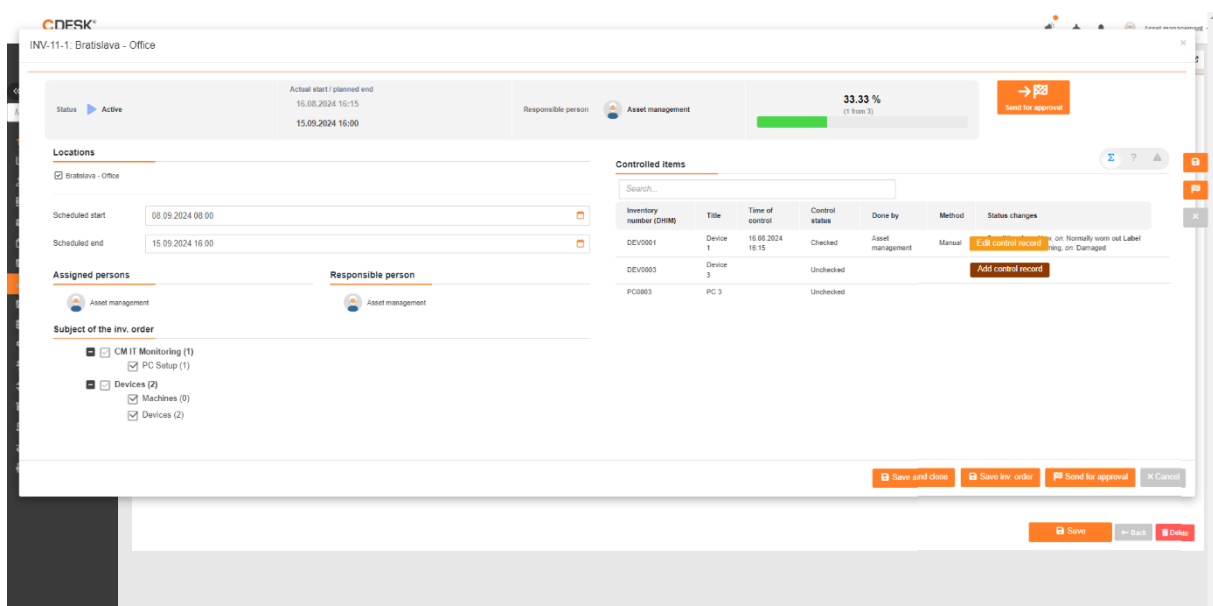 CDESK
Asset management
INV-11-1: Bratislava - Office
×
Status Active
Actual start / planned end
16.08.2024 16:15
15.09.2024 16:00
Responsible person Asset management
33.33 %
(1 from 3)
Send for approval
Locations
Bratislava - Office
Scheduled start 08.09.2024 08:00
Scheduled end 15.09.2024 16:00
Assigned persons
Asset management
Responsible person
Asset management
Subject of the inv. order
CM IT Monitoring (1)
PC Setup (1)
Devices (2)
Machines (0)
Devices (2)
Controlled items
Σ ?
Search...
Inventory number (DHIM) Title Time of control Control status Done by Method Status changes
DEV0001 Device 1 16.08.2024 16:15 Checked Asset management Manual on: Normally worn out Label on: Damaged
Edit control record
DEV0003 Device 3 Unchecked
Add control record
PC0003 PC 3 Unchecked
Save and close
Save inv. order
Send for approval
× Cancel
Save
← Back
Delete